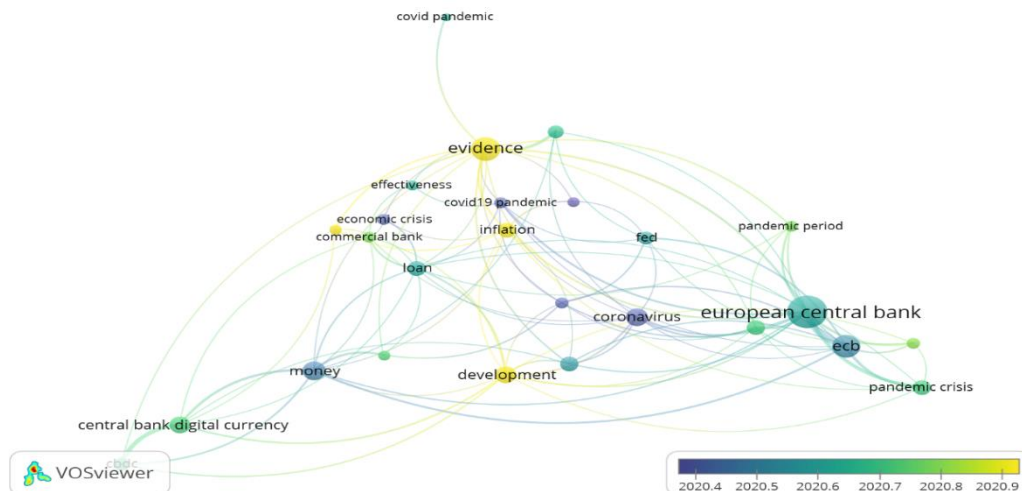 covid pandemic
evidence
effectiveness
covid19 pandemic
economic crisis
pandemic period
inflation
commercial bank
fed
loan
european central bank
coronavirus
ecb
money
development
pandemic crisis
central bank digital currency
cbdc
VOSviewer
2020.4 2020.5 2020.6 2020.7 2020.8 2020.9